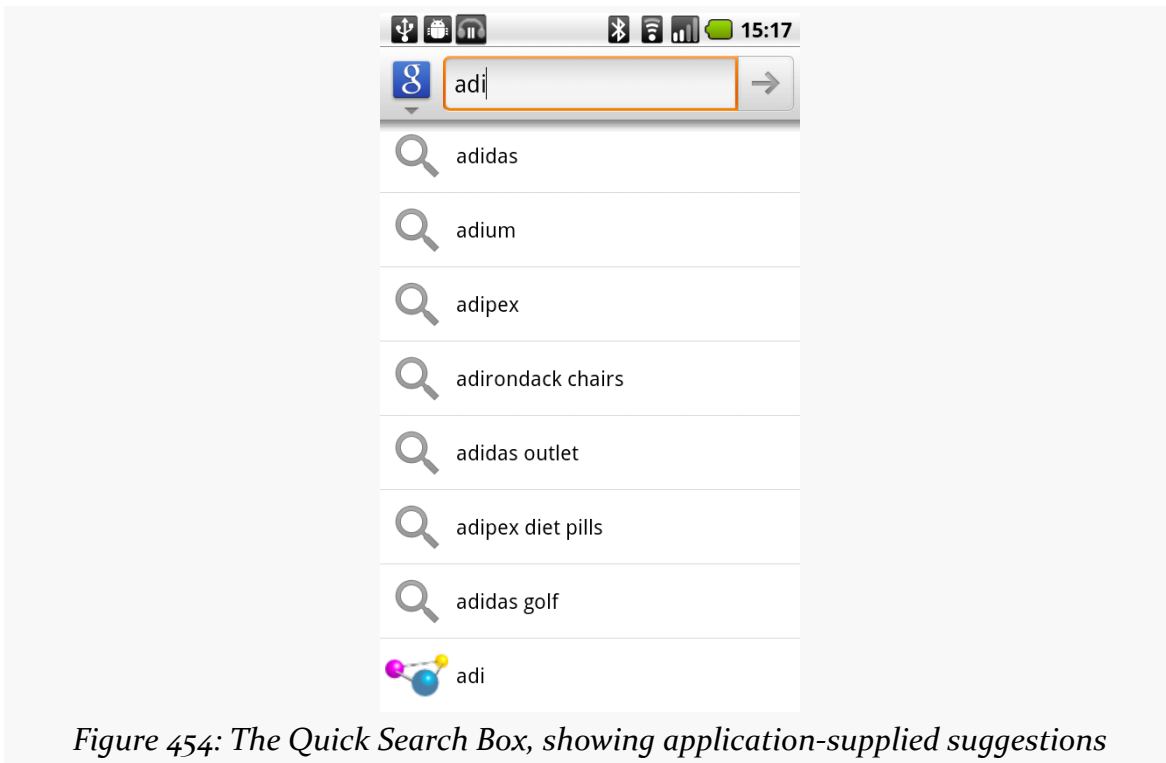 15:17
g
adi
adidas
adium
adipex
adirondack chairs
adidas outlet
adipex diet pills
adidas golf
adi
Figure 454: The Quick Search Box, showing application-supplied suggestions